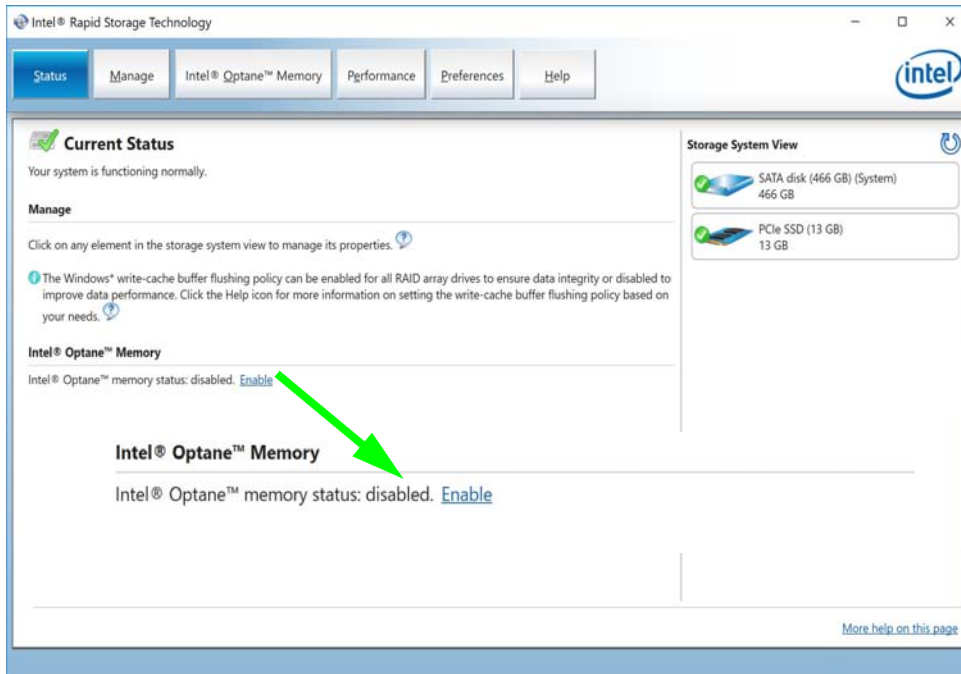 Intel® Rapid Storage Technology
Status
Manage
Intel® Optane™ Memory
Performance
Preferences
Help
intel
Current Status
Your system is functioning normally.
Manage
Click on any element in the storage system view to manage its properties.
The Windows* write-cache buffer flushing policy can be enabled for all RAID array drives to ensure data integrity or disabled to
improve data performance. Click the Help icon for more information on setting the write-cache buffer flushing policy based on
your needs.
Intel® Optane™ Memory
Intel® Optane™ memory status: disabled. Enable
Intel® Optane™ Memory
Intel® Optane™ memory status: disabled. Enable
Storage System View
SATA disk (466 GB) (System)
466 GB
PCIe SSD (13 GB)
13 GB
More help on this page